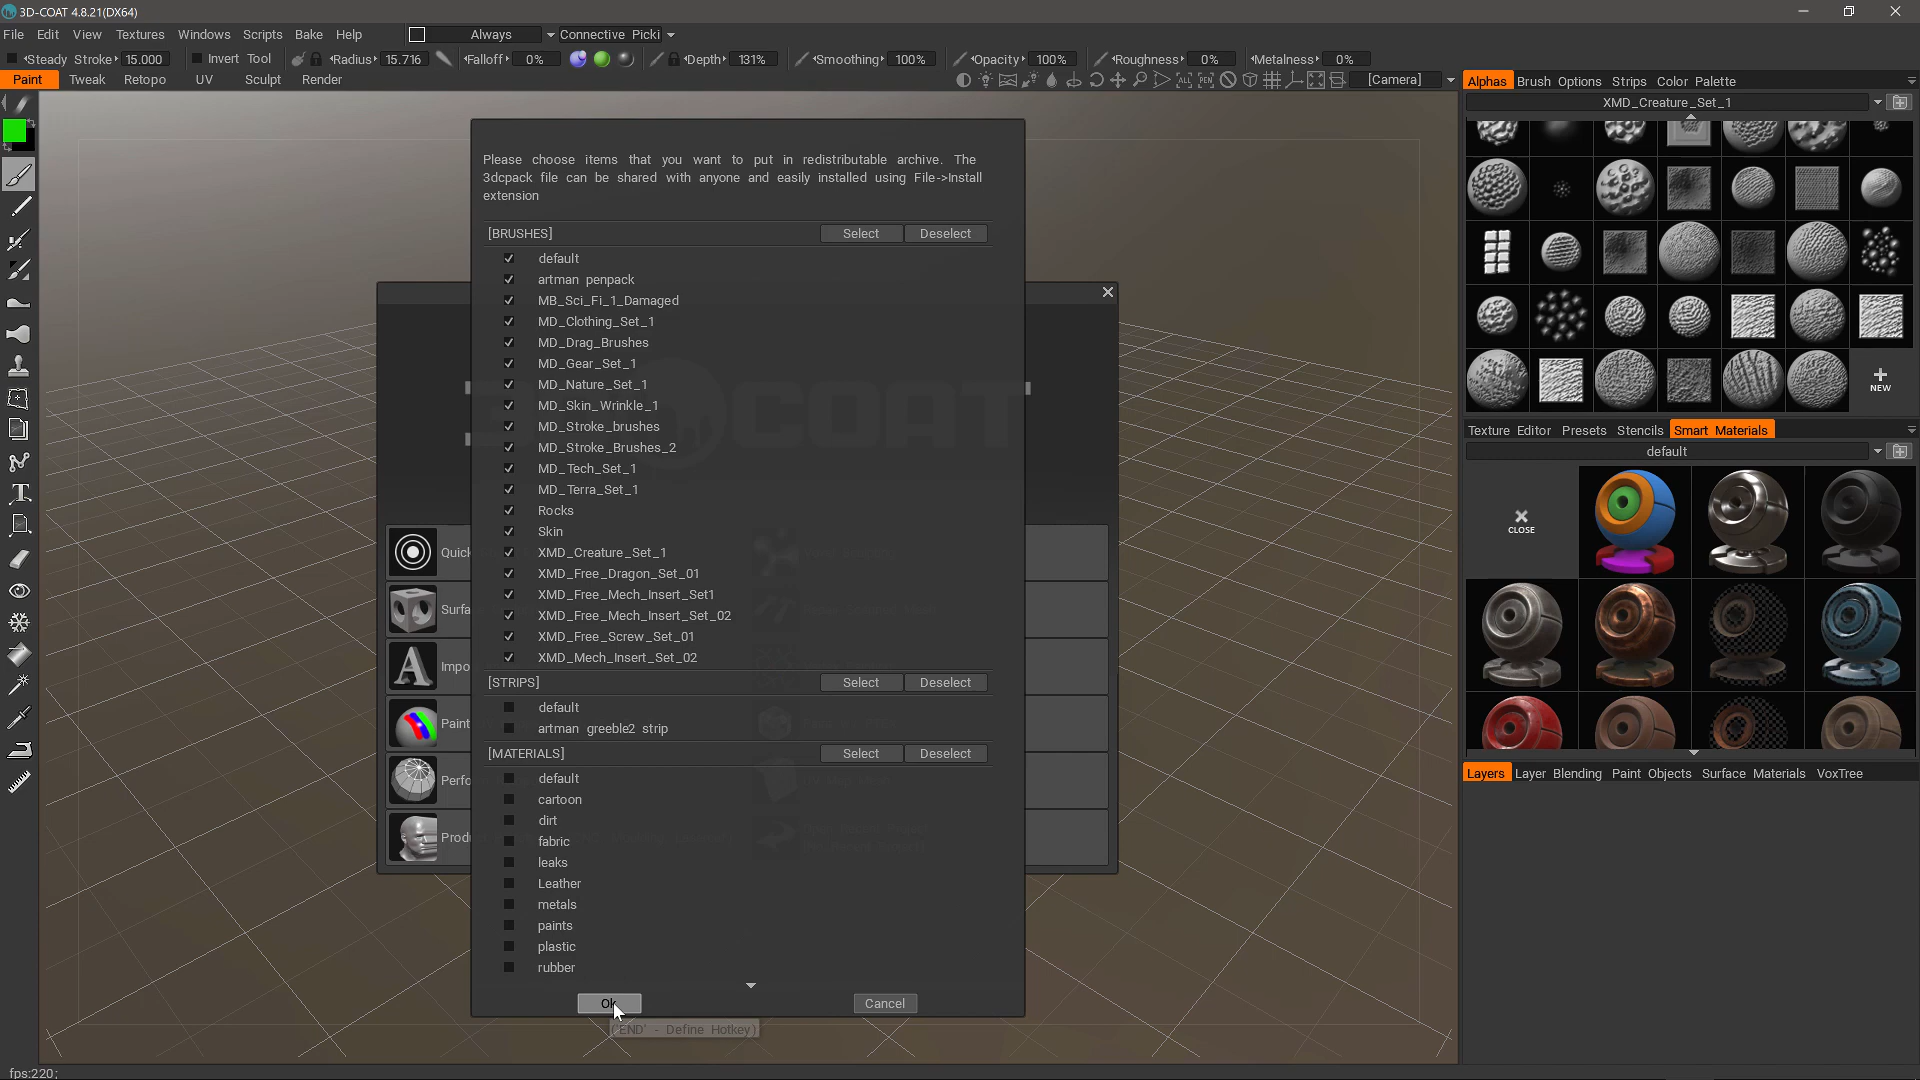 3D-COAT 4.8.21(DX64)
File Edit View Textures Windows Scripts Bake Help Always Connective Picki
Steady Stroke 15.000 Invert Tool Radius 15.716 Falloff 0% Depth 131% Smoothing 100% Opacity 100% Roughness 0% Metalness 0%
Paint Tweak Retopo UV Sculpt Render [Camera]
Alphas Brush Options Strips Color Palette
XMD_Creature_Set_1
NEW
Texture Editor Presets Stencils Smart Materials
default
CLOSE
Layers Layer Blending Paint Objects Surface Materials VoxTree
Please choose items that you want to put in redistributable archive. The
3dcpack file can be shared with anyone and easily installed using File->Install
extension
[BRUSHES] Select Deselect
default
artman penpack
MB_Sci_Fi_1_Damaged
MD_Clothing_Set_1
MD_Drag_Brushes
MD_Gear_Set_1
MD_Nature_Set_1
MD_Skin_Wrinkle_1
MD_Stroke_brushes
MD_Stroke_Brushes_2
MD_Tech_Set_1
MD_Terra_Set_1
Rocks
Skin
XMD_Creature_Set_1
XMD_Free_Dragon_Set_01
XMD_Free_Mech_Insert_Set1
XMD_Free_Mech_Insert_Set_02
XMD_Free_Screw_Set_01
XMD_Mech_Insert_Set_02
[STRIPS] Select Deselect
default
artman greeble2 strip
[MATERIALS] Select Deselect
default
cartoon
dirt
fabric
leaks
Leather
metals
paints
plastic
rubber
Ok Cancel
('END' - Define Hotkey)
3DCOAT
Quick
Surfa
Impo
Paint
Perfo
Produ
fps:220;